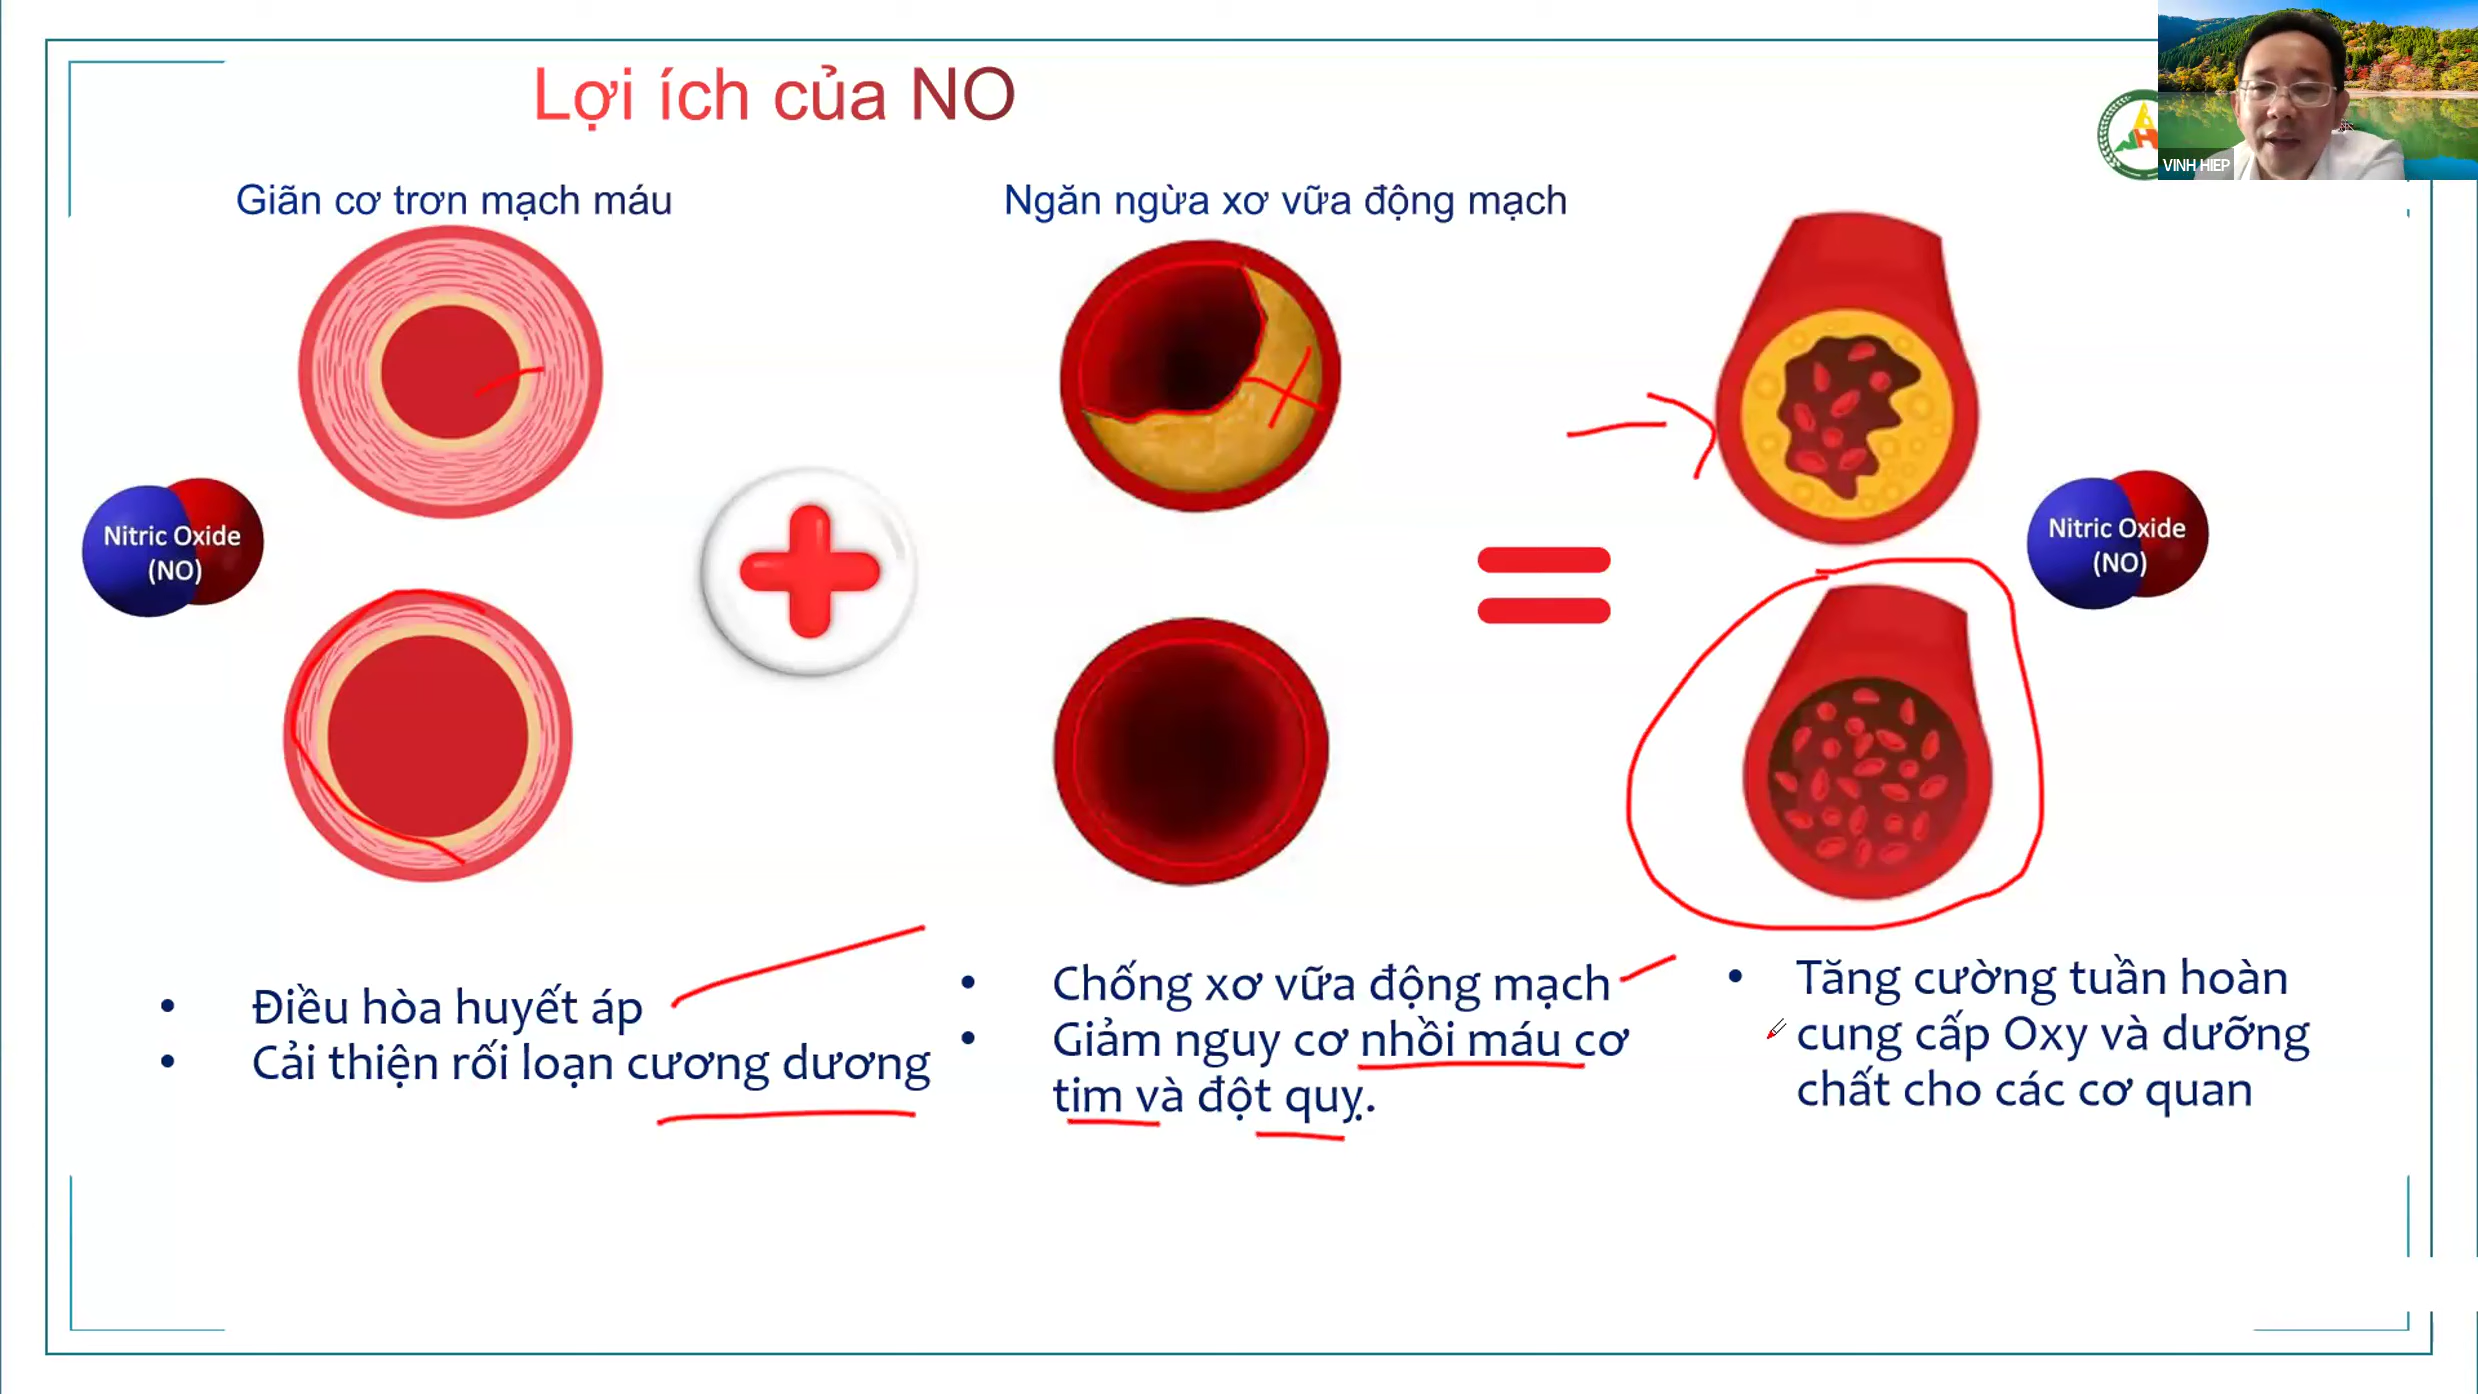 Lợi ích của NO
VINH HIEP
Giãn cơ trơn mạch máu
Ngăn ngừa xơ vữa động mạch
Nitric Oxide
(NO)
Nitric Oxide
(NO)
• Điều hòa huyết áp
• Cải thiện rối loạn cương dương
• Chống xơ vữa động mạch
• Giảm nguy cơ nhồi máu cơ
tim và đột quỵ.
• Tăng cường tuần hoàn
cung cấp Oxy và dưỡng
chất cho các cơ quan